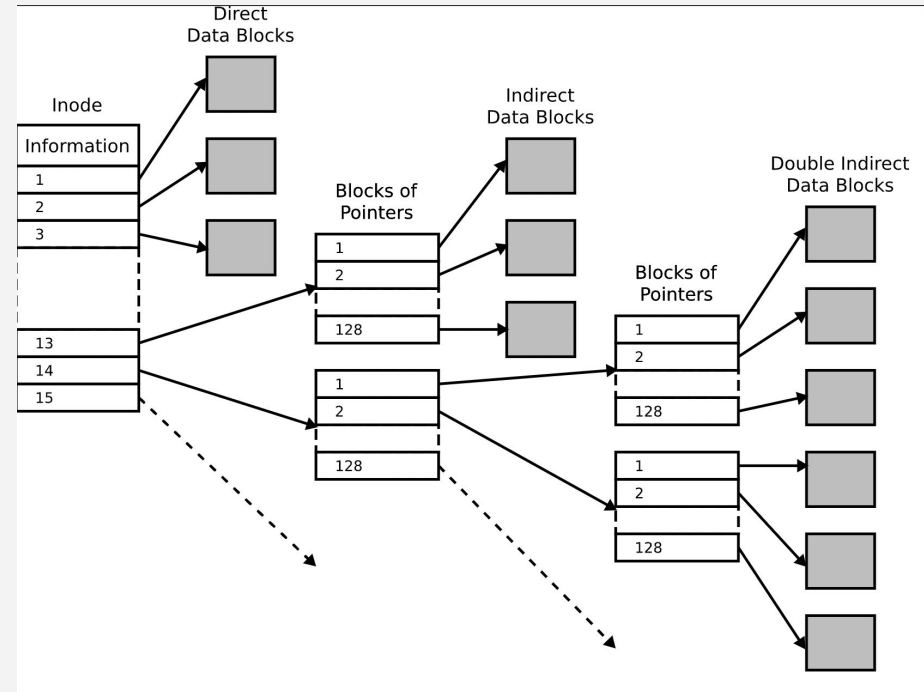 Direct
Data Blocks
Inode
Information
1
2
3
13
14
15
Blocks of
Pointers
1
2
128
1
2
128
Indirect
Data Blocks
Blocks of
Pointers
1
2
128
1
2
128
Double Indirect
Data Blocks